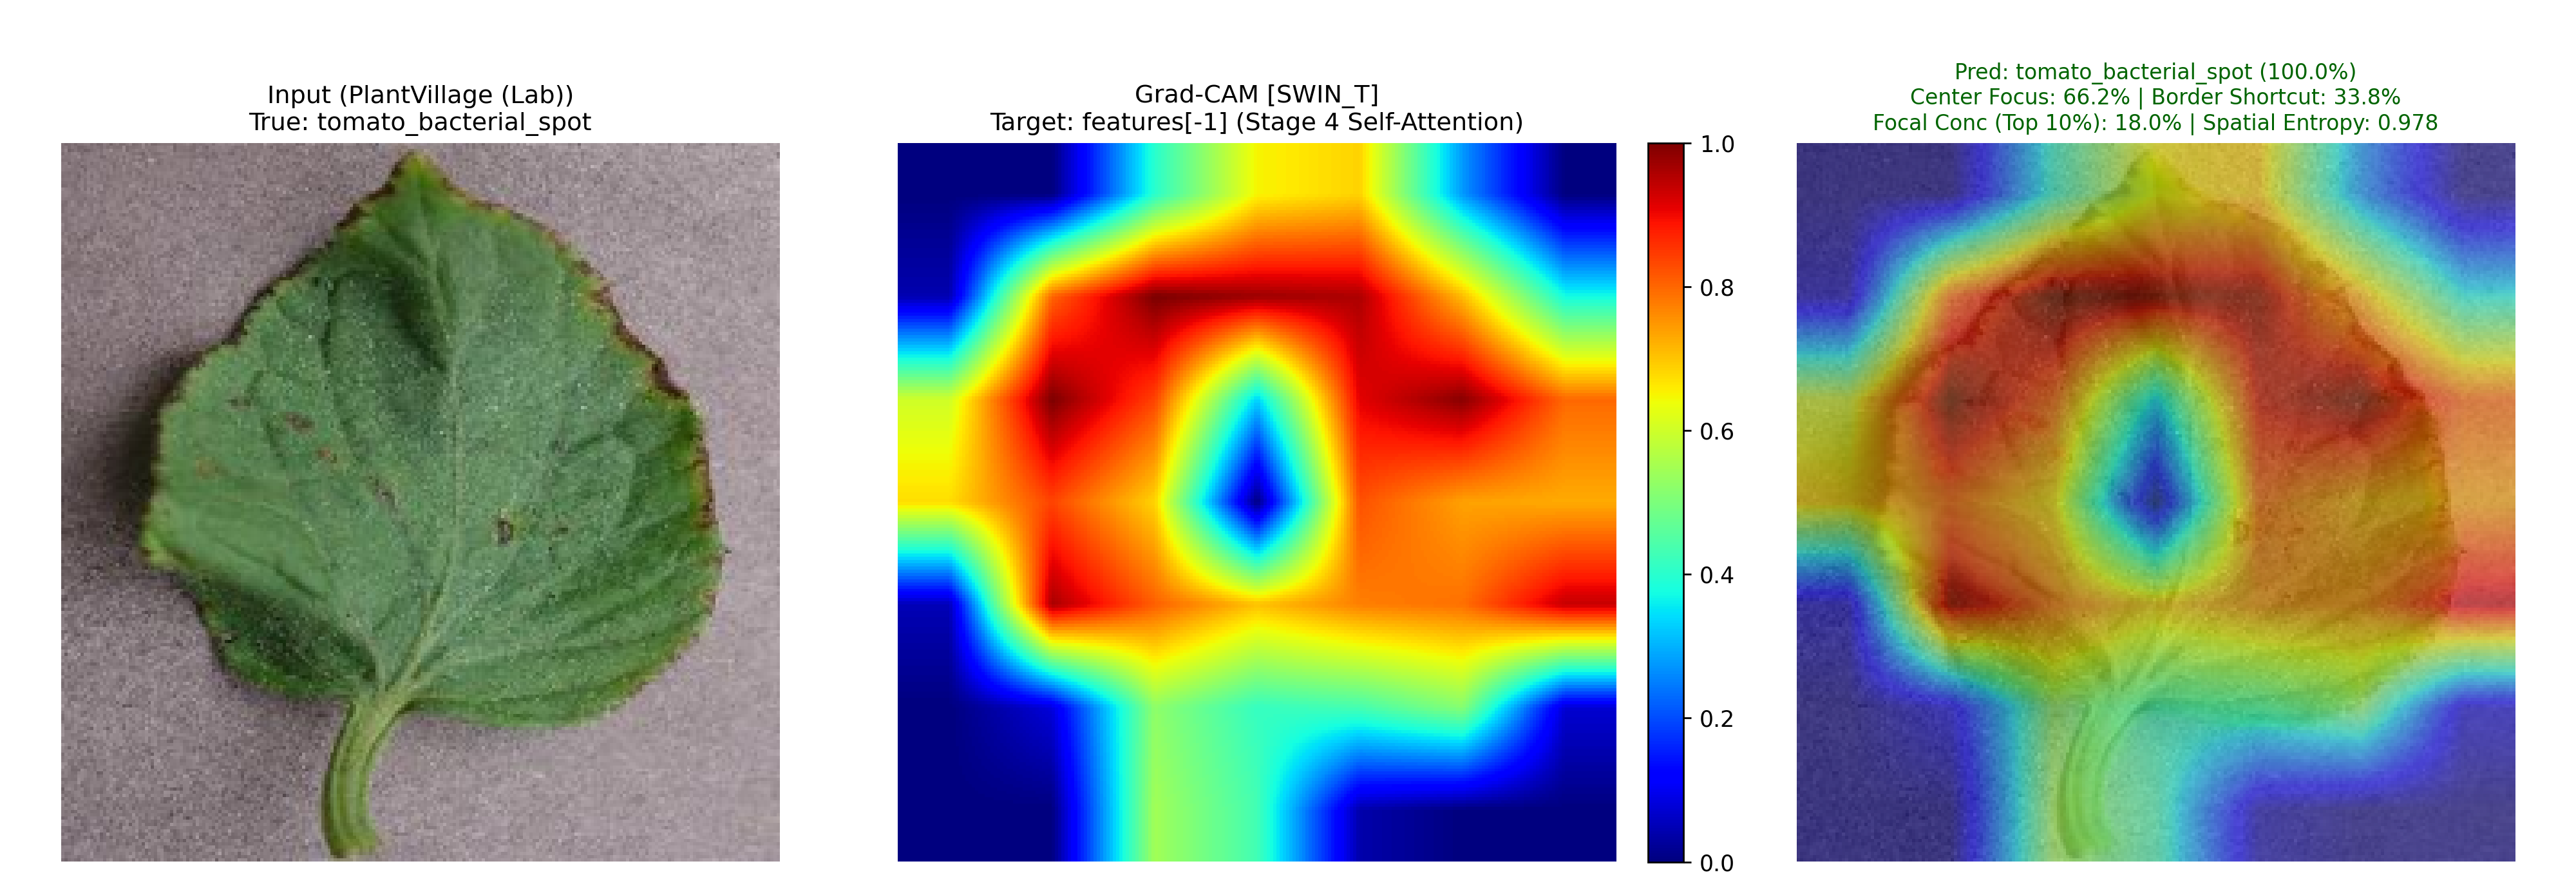 Input (PlantVillage (Lab))
True: tomato_bacterial_spot
Grad-CAM [SWIN_T]
Target: features[-1] (Stage 4 Self-Attention)
1.0
0.8
0.6
0.4
0.2
0.0
Pred: tomato_bacterial_spot (100.0%)
Center Focus: 66.2% | Border Shortcut: 33.8%
Focal Conc (Top 10%): 18.0% | Spatial Entropy: 0.978